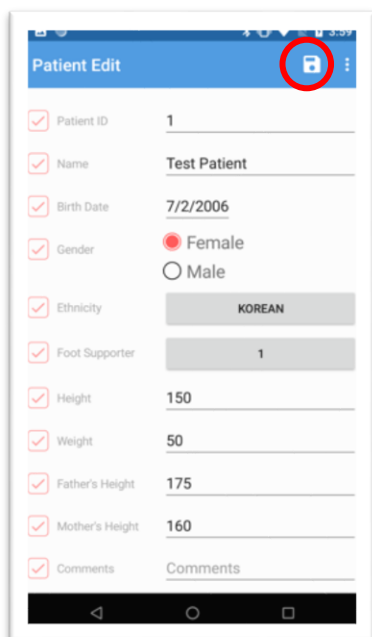 3:59
Patient Edit
Patient ID 1
Name Test Patient
Birth Date 7/2/2006
Gender Female
Male
Ethnicity KOREAN
Foot Supporter 1
Height 150
Weight 50
Father's Height 175
Mother's Height 160
Comments Comments